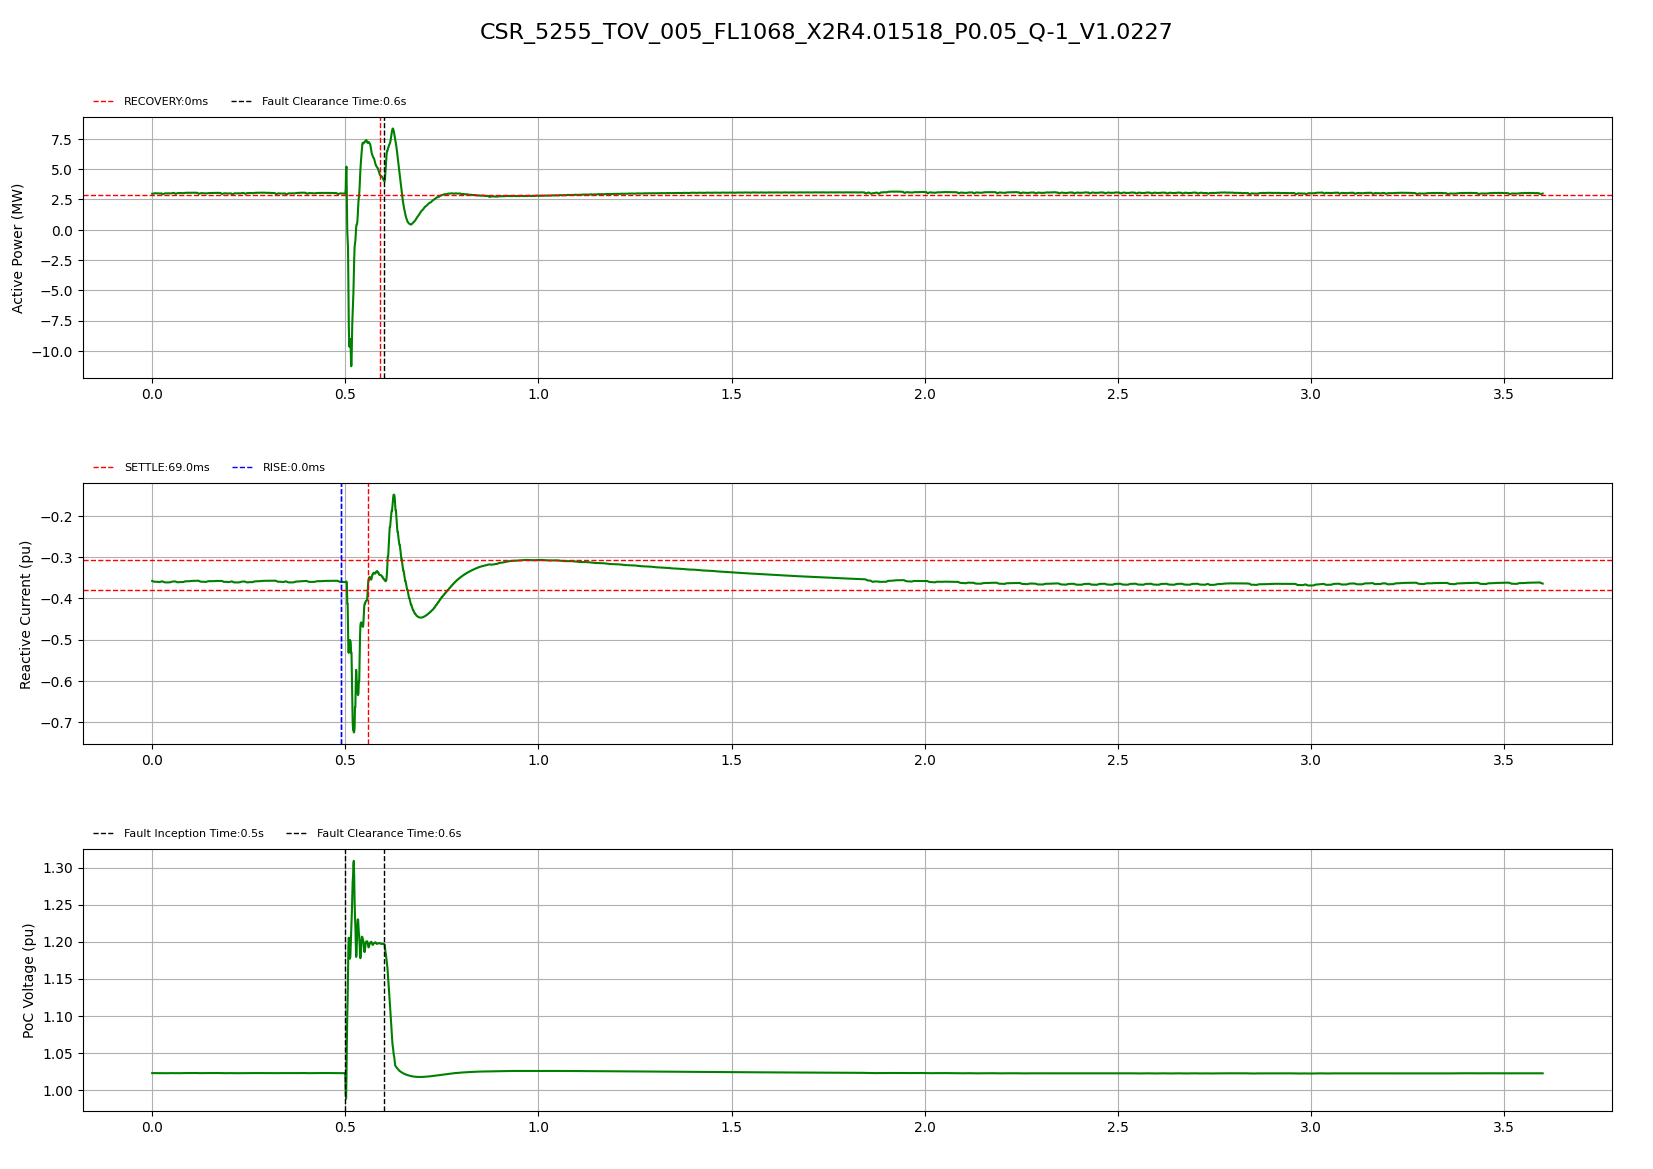 CSR_5255_TOV_005_FL1068_X2R4.01518_P0.05_Q-1_V1.0227
RECOVERY:0ms Fault Clearance Time:0.6s
Active Power (MW)
7.5
5.0
2.5
0.0
−2.5
−5.0
−7.5
−10.0
0.0 0.5 1.0 1.5 2.0 2.5 3.0 3.5
SETTLE:69.0ms RISE:0.0ms
Reactive Current (pu)
−0.2
−0.3
−0.4
−0.5
−0.6
−0.7
0.0 0.5 1.0 1.5 2.0 2.5 3.0 3.5
Fault Inception Time:0.5s Fault Clearance Time:0.6s
PoC Voltage (pu)
1.30
1.25
1.20
1.15
1.10
1.05
1.00
0.0 0.5 1.0 1.5 2.0 2.5 3.0 3.5